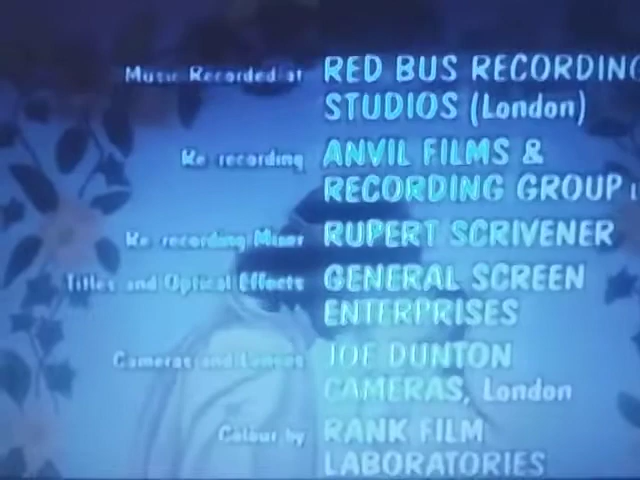 Music Recorded at RED BUS RECORDING
STUDIOS (London)
Re-recording ANVIL FILMS &
RECORDING GROUP
Re-recording Mixer RUPERT SCRIVENER
Titles and Optical Effects GENERAL SCREEN
ENTERPRISES
Cameras and Lenses JOE DUNTON
CAMERAS, London
Colour by RANK FILM
LABORATORIES